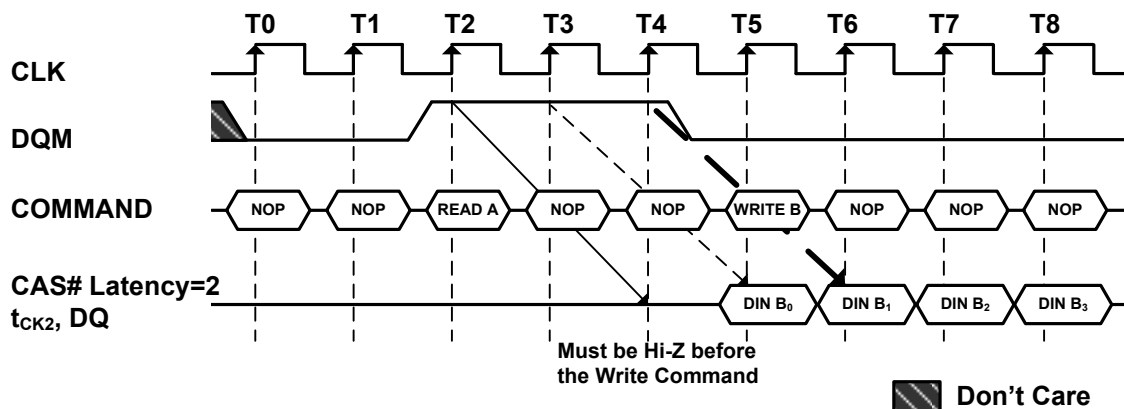 T0 T1 T2 T3 T4 T5 T6 T7 T8
CLK
DQM
COMMAND NOP NOP READ A NOP NOP WRITE B NOP NOP NOP
CAS# Latency=2
tCK2, DQ DIN B0 DIN B1 DIN B2 DIN B3
Must be Hi-Z before
the Write Command
Don't Care